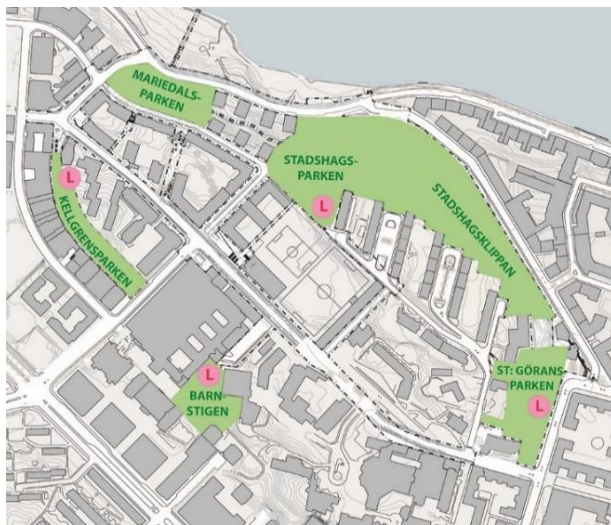 MARIEDALS-
PARKEN
STADSHAGS-
PARKEN
L
L
KELLGRENSPARKEN
STADSHAGSKLIPPAN
L
BARN-
STIGEN
ST: GÖRANS
PARKEN
L